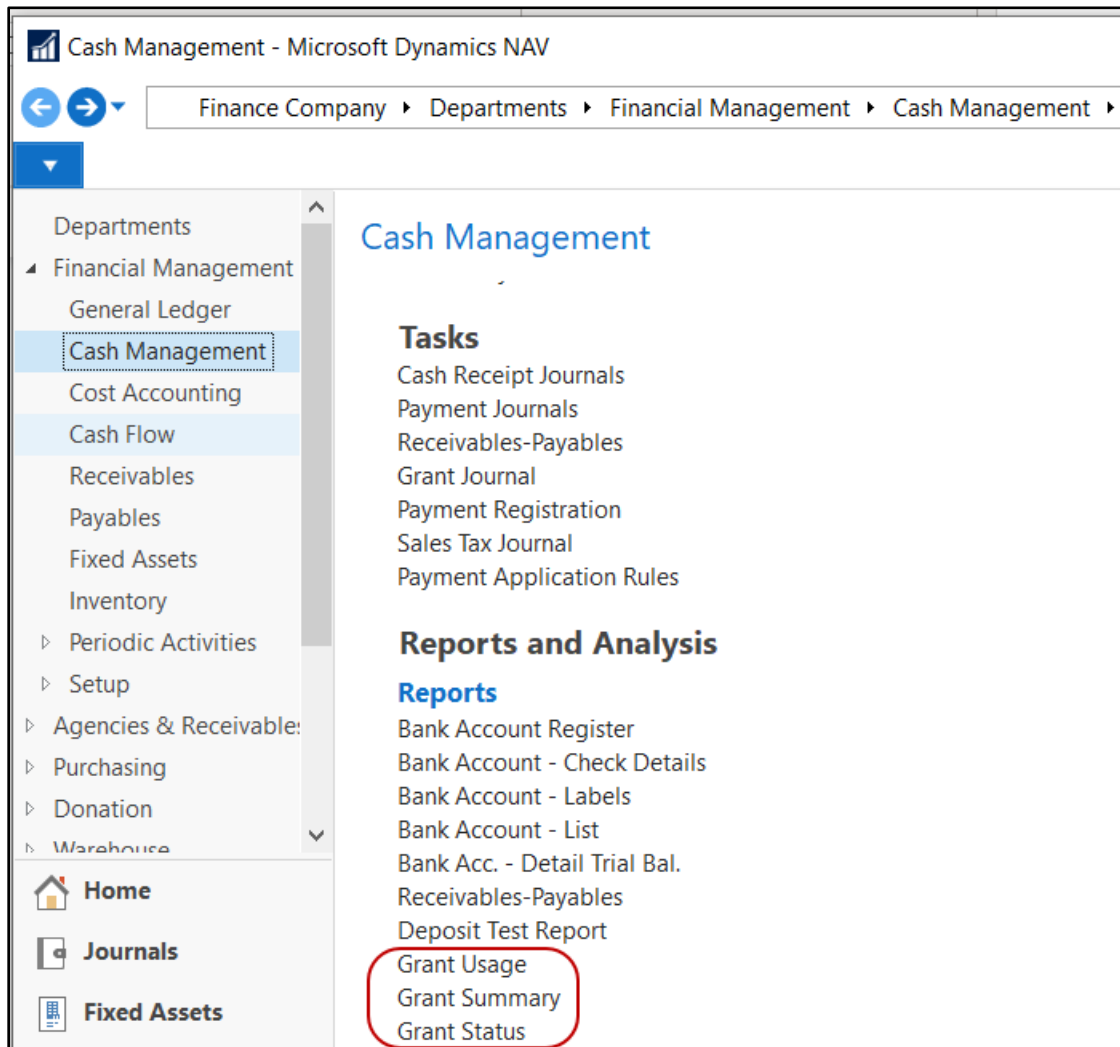 Cash Management - Microsoft Dynamics NAV
Finance Company Departments Financial Management Cash Management
Departments
Financial Management
General Ledger
Cash Management
Cost Accounting
Cash Flow
Receivables
Payables
Fixed Assets
Inventory
Periodic Activities
Setup
Agencies & Receivables
Purchasing
Donation
Warehouse
Home
Journals
Fixed Assets
Cash Management
Tasks
Cash Receipt Journals
Payment Journals
Receivables-Payables
Grant Journal
Payment Registration
Sales Tax Journal
Payment Application Rules
Reports and Analysis
Reports
Bank Account Register
Bank Account - Check Details
Bank Account - Labels
Bank Account - List
Bank Acc. - Detail Trial Bal.
Receivables-Payables
Deposit Test Report
Grant Usage
Grant Summary
Grant Status